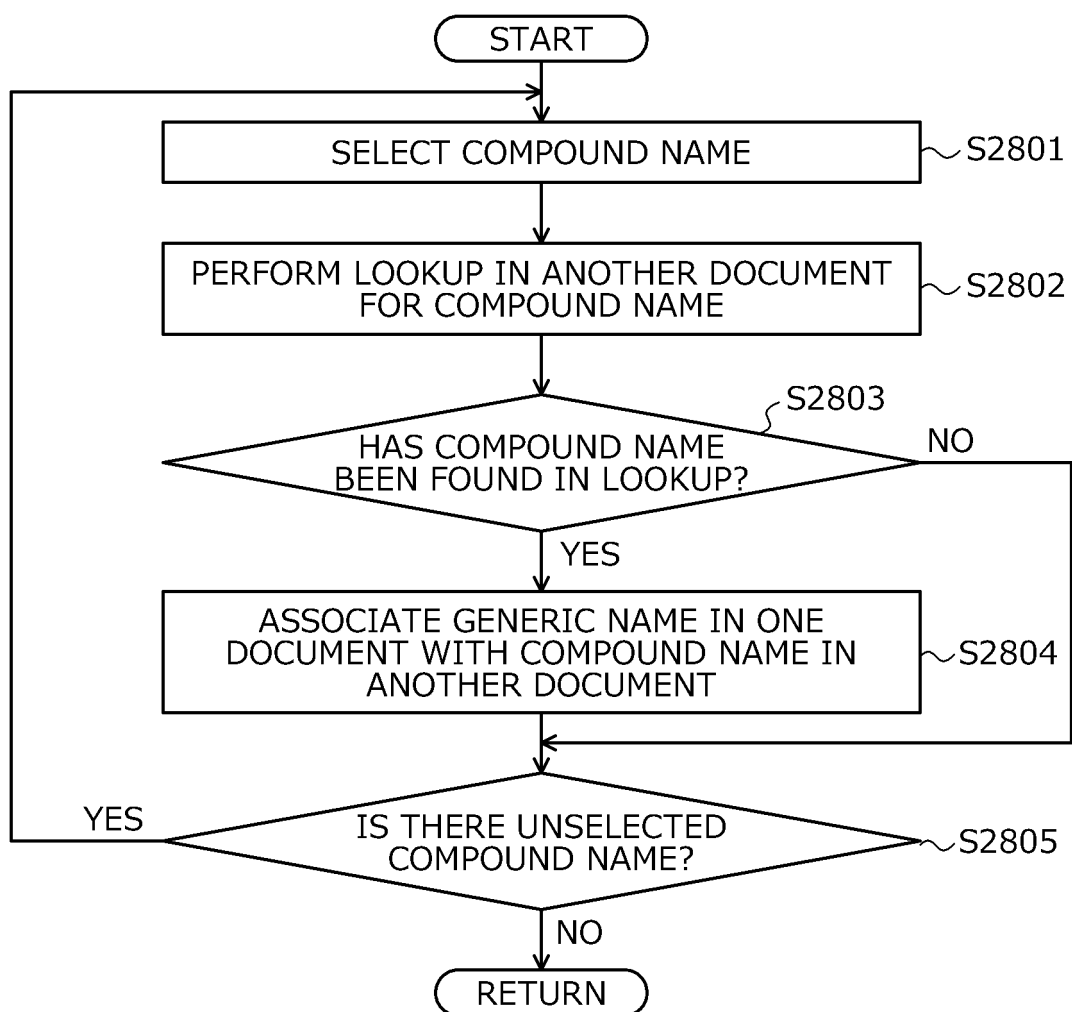 START
SELECT COMPOUND NAME
S2801
PERFORM LOOKUP IN ANOTHER DOCUMENT
FOR COMPOUND NAME
S2802
S2803
HAS COMPOUND NAME
BEEN FOUND IN LOOKUP?
NO
YES
ASSOCIATE GENERIC NAME IN ONE
DOCUMENT WITH COMPOUND NAME IN
ANOTHER DOCUMENT
S2804
YES
IS THERE UNSELECTED
COMPOUND NAME?
S2805
NO
RETURN